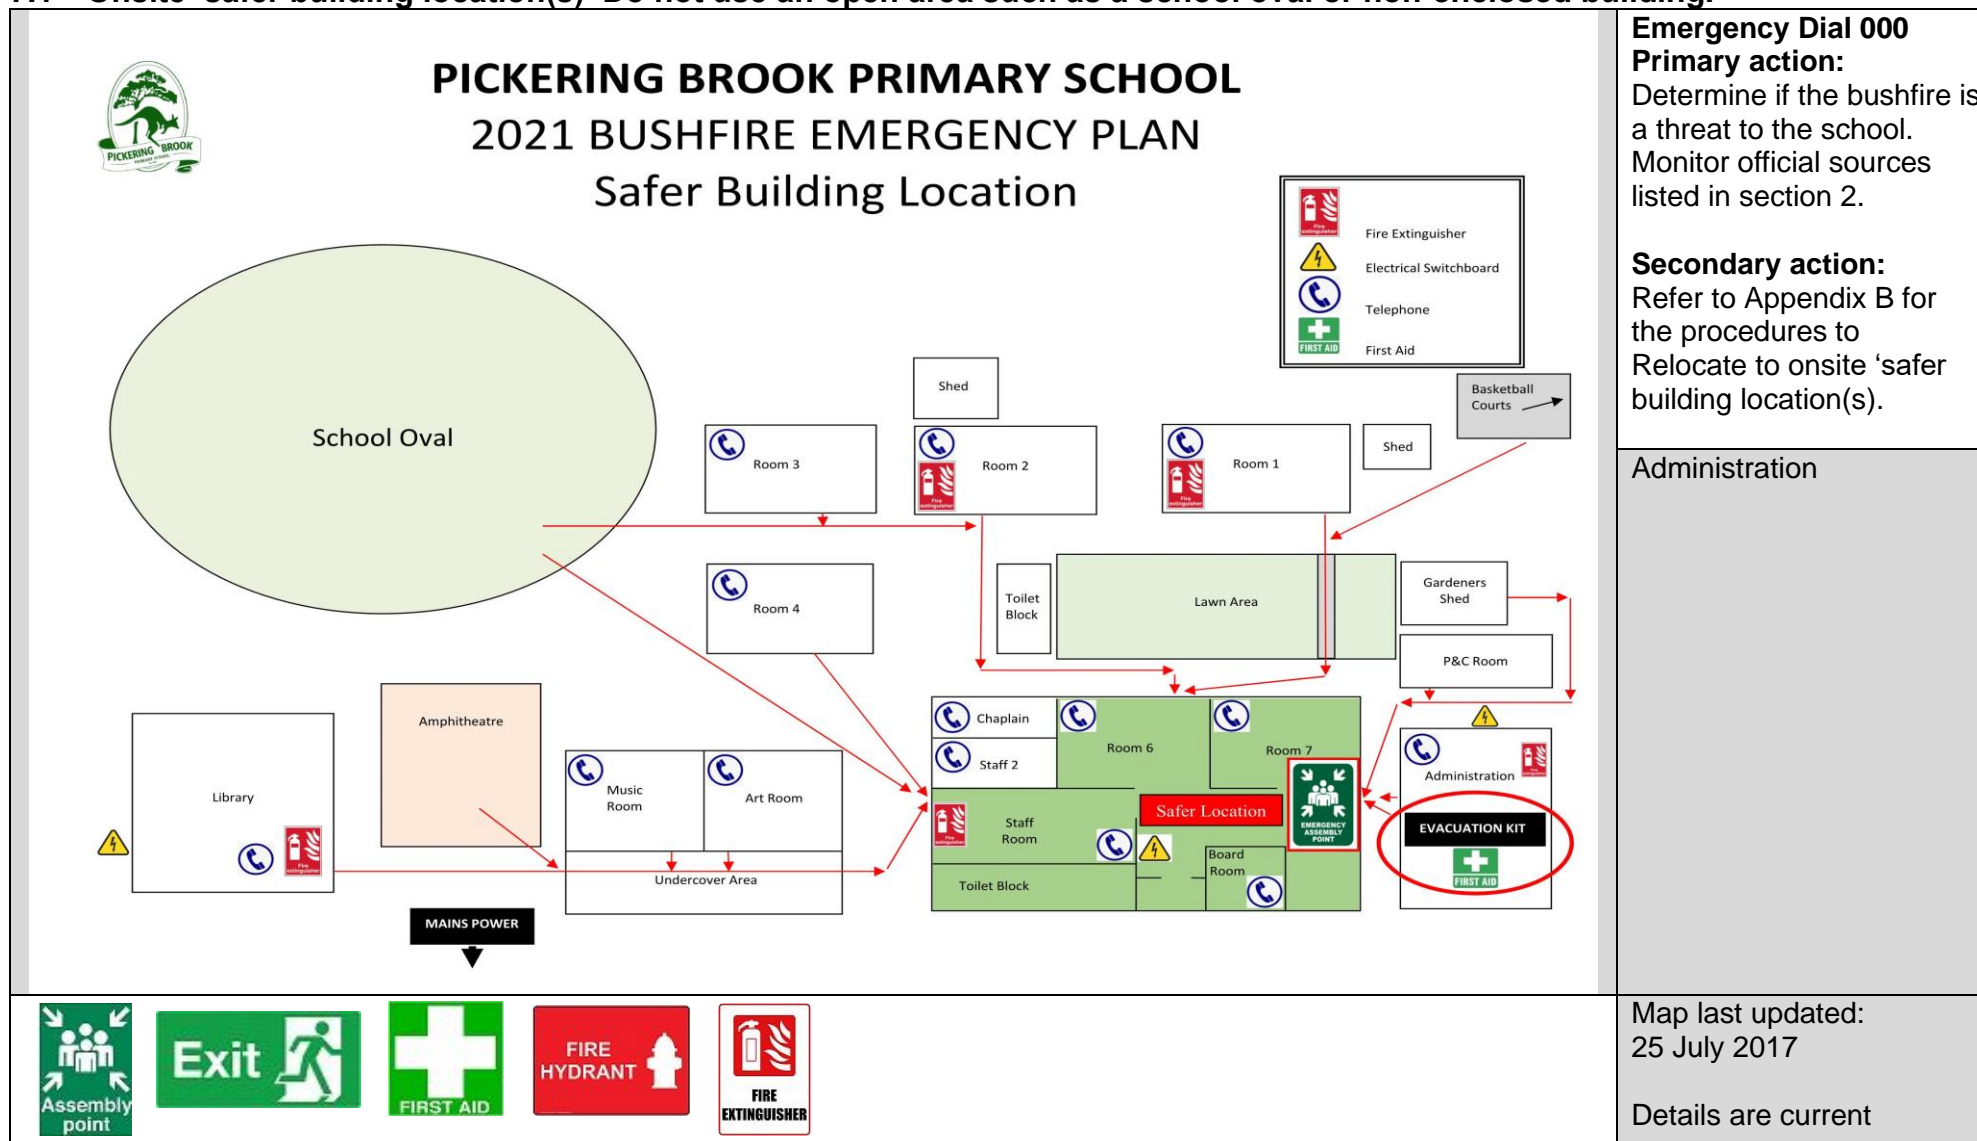 PICKERING BROOK PRIMARY SCHOOL
2021 BUSHFIRE EMERGENCY PLAN
Safer Building Location
PICKERING BROOK
Fire Extinguisher
Electrical Switchboard
Telephone
FIRST AID
First Aid
School Oval
Shed
Room 3
Room 2
Room 1
Shed
Basketball
Courts
Room 4
Toilet
Block
Lawn Area
Gardeners
Shed
P&C Room
Library
Amphitheatre
Music
Room
Art Room
Undercover Area
MAINS POWER
Chaplain
Staff 2
Room 6
Room 7
Staff
Room
Safer Location
EMERGENCY
ASSEMBLY
POINT
Board
Room
Toilet Block
Administration
EVACUATION KIT
FIRST AID
Emergency Dial 000
Primary action:
Determine if the bushfire is
a threat to the school.
Monitor official sources
listed in section 2.
Secondary action:
Refer to Appendix B for
the procedures to
Relocate to onsite ‘safer
building location(s).
Administration
Assembly
point
Exit
FIRST AID
FIRE
HYDRANT
FIRE
EXTINGUISHER
Map last updated:
25 July 2017
Details are current